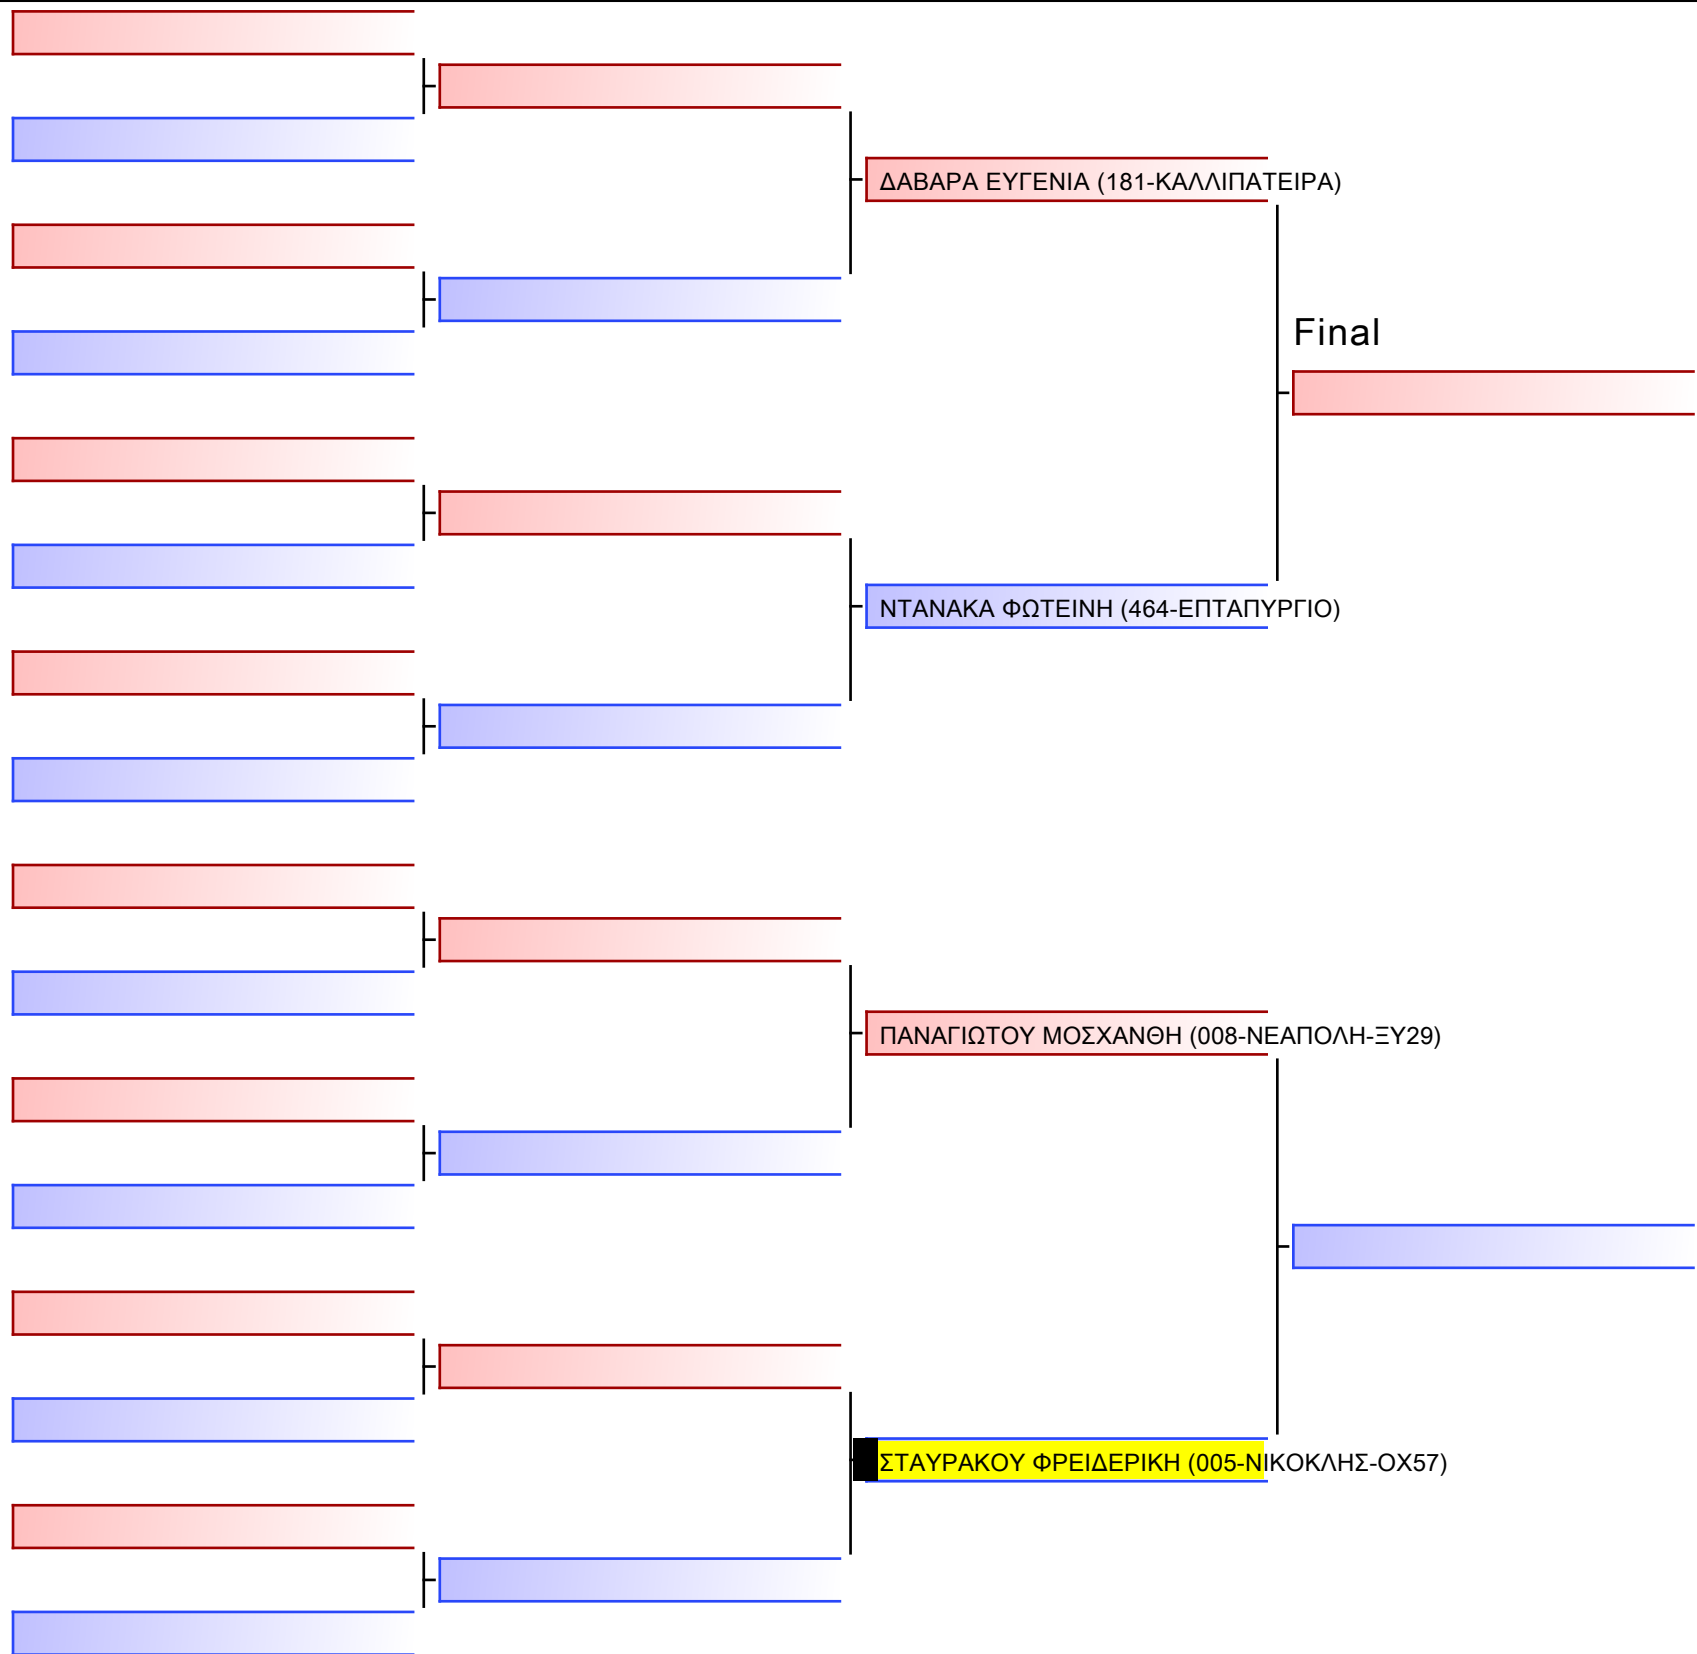 ΔΑΒΑΡΑ ΕΥΓΕΝΙΑ (181-ΚΑΛΛΙΠΑΤΕΙΡΑ)
Final
ΝΤΑΝΑΚΑ ΦΩΤΕΙΝΗ (464-ΕΠΤΑΠΥΡΓΙΟ)
ΠΑΝΑΓΙΩΤΟΥ ΜΟΣΧΑΝΘΗ (008-ΝΕΑΠΟΛΗ-ΞΥ29)
ΣΤΑΥΡΑΚΟΥ ΦΡΕΙΔΕΡΙΚΗ (005-ΝΙΚΟΚΛΗΣ-ΟΧ57)